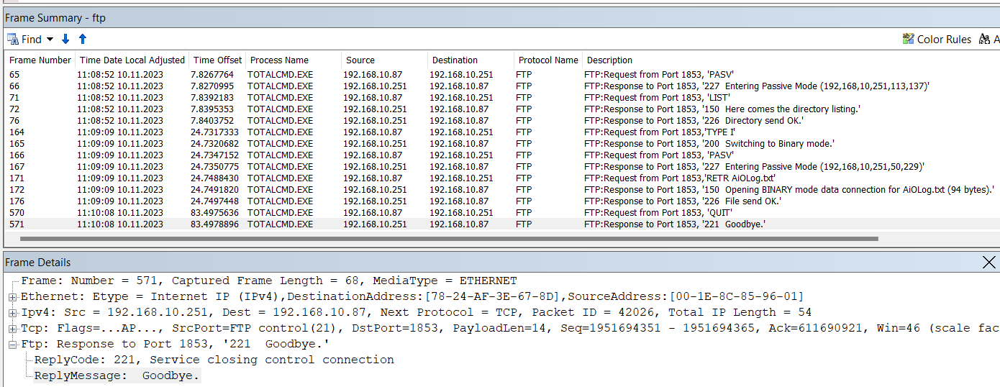 Frame Summary - ftp
Find Color Rules A
Frame Number Time Date Local Adjusted Time Offset Process Name Source Destination Protocol Name Description
65 11:08:52 10.11.2023 7.8267764 TOTALCMD.EXE 192.168.10.87 192.168.10.251 FTP FTP:Request from Port 1853, 'PASV'
66 11:08:52 10.11.2023 7.8270995 TOTALCMD.EXE 192.168.10.251 192.168.10.87 FTP FTP:Response to Port 1853, '227  Entering Passive Mode (192,168,10,251,113,137)'
71 11:08:52 10.11.2023 7.8392183 TOTALCMD.EXE 192.168.10.87 192.168.10.251 FTP FTP:Request from Port 1853, 'LIST'
72 11:08:52 10.11.2023 7.8395353 TOTALCMD.EXE 192.168.10.251 192.168.10.87 FTP FTP:Response to Port 1853, '150  Here comes the directory listing.'
76 11:08:52 10.11.2023 7.8403752 TOTALCMD.EXE 192.168.10.251 192.168.10.87 FTP FTP:Response to Port 1853, '226  Directory send OK.'
164 11:09:09 10.11.2023 24.7317333 TOTALCMD.EXE 192.168.10.87 192.168.10.251 FTP FTP:Request from Port 1853,'TYPE I'
165 11:09:09 10.11.2023 24.7320682 TOTALCMD.EXE 192.168.10.251 192.168.10.87 FTP FTP:Response to Port 1853, '200  Switching to Binary mode.'
166 11:09:09 10.11.2023 24.7347152 TOTALCMD.EXE 192.168.10.87 192.168.10.251 FTP FTP:Request from Port 1853, 'PASV'
167 11:09:09 10.11.2023 24.7350775 TOTALCMD.EXE 192.168.10.251 192.168.10.87 FTP FTP:Response to Port 1853, '227  Entering Passive Mode (192,168,10,251,50,229)'
171 11:09:09 10.11.2023 24.7488430 TOTALCMD.EXE 192.168.10.87 192.168.10.251 FTP FTP:Request from Port 1853,'RETR AiOLog.txt'
172 11:09:09 10.11.2023 24.7491820 TOTALCMD.EXE 192.168.10.251 192.168.10.87 FTP FTP:Response to Port 1853, '150  Opening BINARY mode data connection for AiOLog.txt (94 bytes).'
176 11:09:09 10.11.2023 24.7497448 TOTALCMD.EXE 192.168.10.251 192.168.10.87 FTP FTP:Response to Port 1853, '226  File send OK.'
570 11:10:08 10.11.2023 83.4975636 TOTALCMD.EXE 192.168.10.87 192.168.10.251 FTP FTP:Request from Port 1853, 'QUIT'
571 11:10:08 10.11.2023 83.4978896 TOTALCMD.EXE 192.168.10.251 192.168.10.87 FTP FTP:Response to Port 1853, '221  Goodbye.'
Frame Details
Frame: Number = 571, Captured Frame Length = 68, MediaType = ETHERNET
Ethernet: Etype = Internet IP (IPv4),DestinationAddress:[78-24-AF-3E-67-8D],SourceAddress:[00-1E-8C-85-96-01]
Ipv4: Src = 192.168.10.251, Dest = 192.168.10.87, Next Protocol = TCP, Packet ID = 42026, Total IP Length = 54
Tcp: Flags=...AP..., SrcPort=FTP control(21), DstPort=1853, PayloadLen=14, Seq=1951694351 - 1951694365, Ack=611690921, Win=46 (scale fac
Ftp: Response to Port 1853, '221  Goodbye.'
ReplyCode: 221, Service closing control connection
ReplyMessage:  Goodbye.